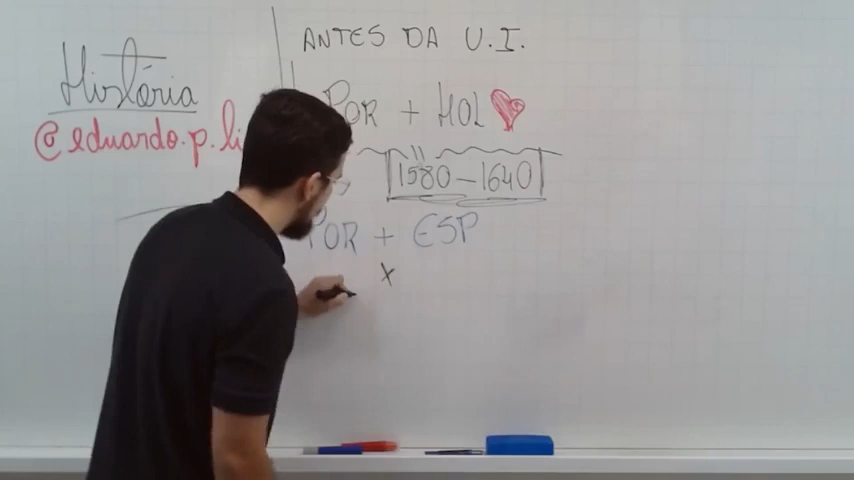 História
@eduardo.p.li
ANTES DA U.I.
POR + HOL
1580 - 1640
POR + ESP
X